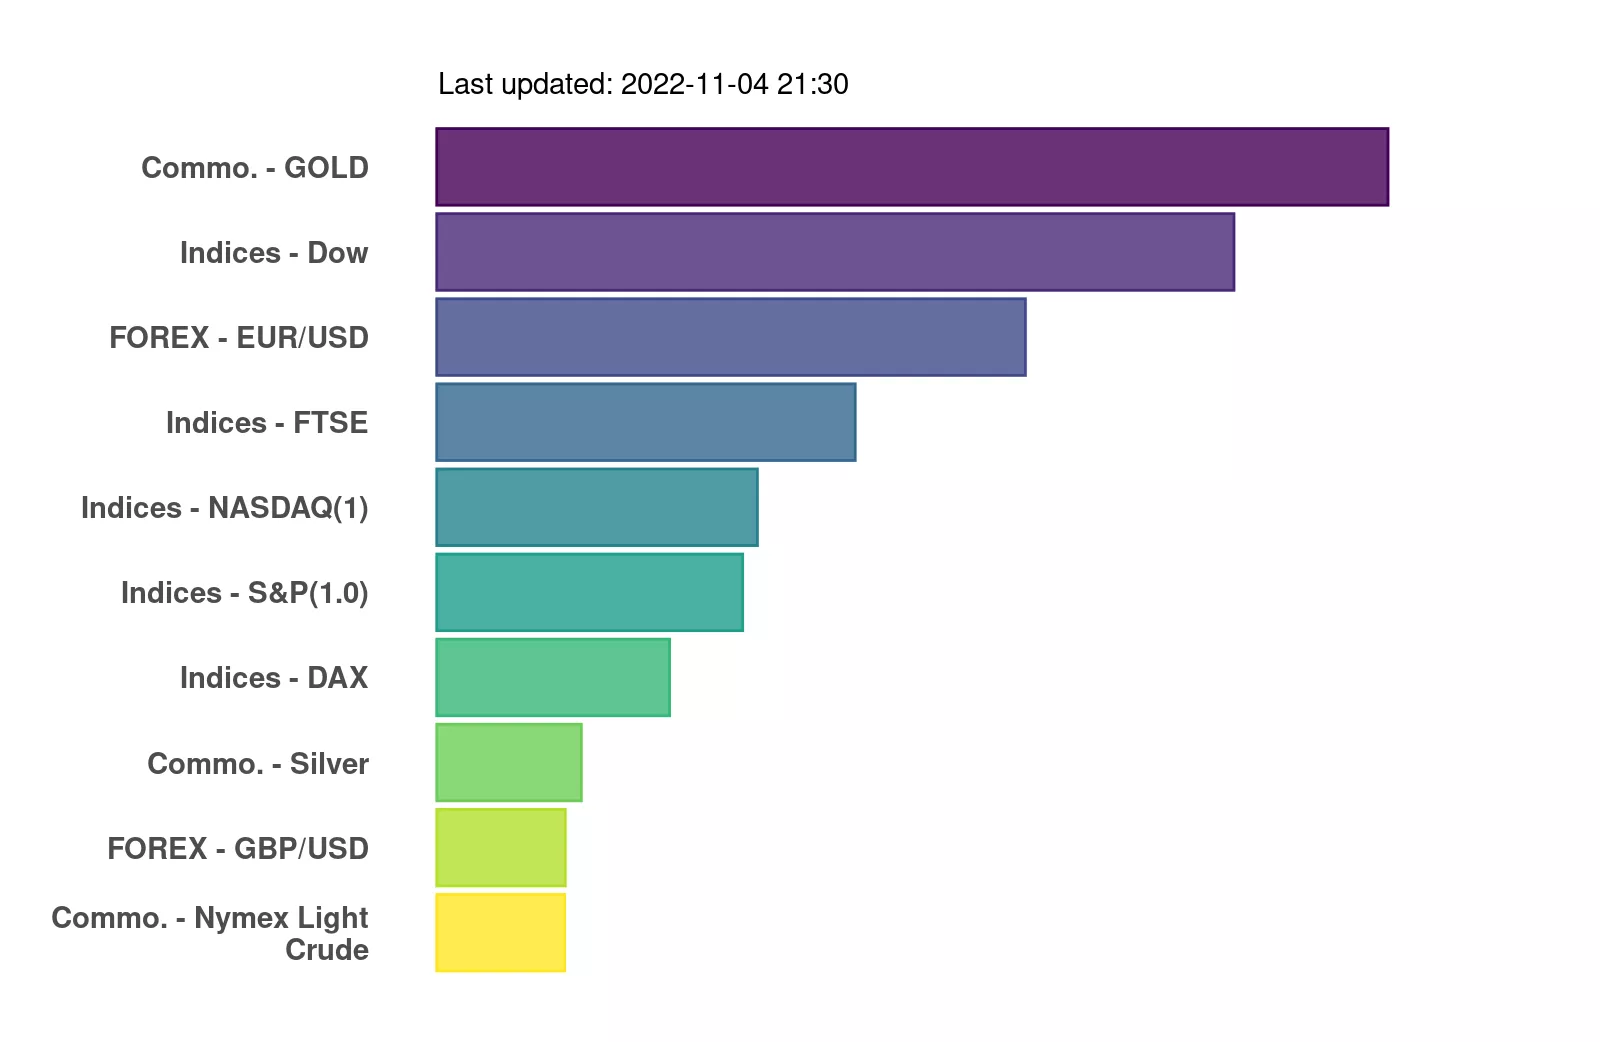 Last updated: 2022-11-04 21:30
Commo. - GOLD
Indices - Dow
FOREX - EUR/USD
Indices - FTSE
Indices - NASDAQ(1)
Indices - S&P(1.0)
Indices - DAX
Commo. - Silver
FOREX - GBP/USD
Commo. - Nymex Light
Crude